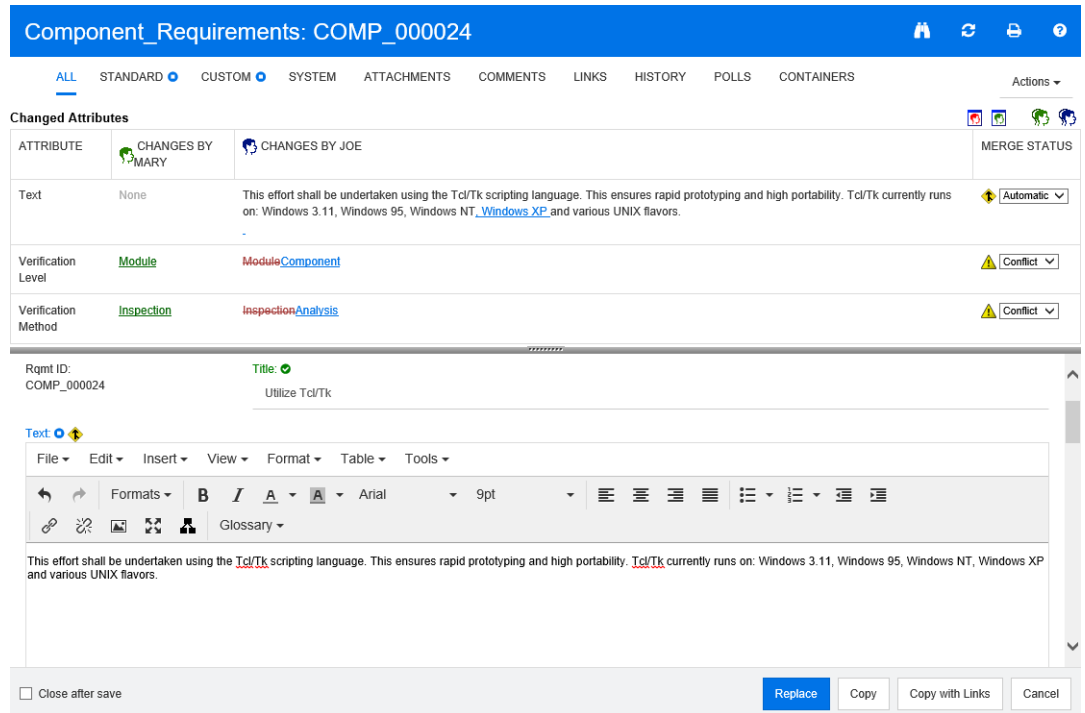 Component_Requirements: COMP_000024
ALL STANDARD CUSTOM SYSTEM ATTACHMENTS COMMENTS LINKS HISTORY POLLS CONTAINERS
Actions
Changed Attributes
ATTRIBUTE CHANGES BY MARY CHANGES BY JOE MERGE STATUS
Text None This effort shall be undertaken using the Tcl/Tk scripting language. This ensures rapid prototyping and high portability. Tcl/Tk currently runs Automatic
on: Windows 3.11, Windows 95, Windows NT, Windows XP and various UNIX flavors.
Verification Level Module ModuleComponent Conflict
Verification Method Inspection InspectionAnalysis Conflict
Rqmt ID: Title:
COMP_000024 Utilize Tcl/Tk
Text:
File Edit Insert View Format Table Tools
Formats B I A A Arial 9pt
Glossary
This effort shall be undertaken using the Tcl/Tk scripting language. This ensures rapid prototyping and high portability. Tcl/Tk currently runs on: Windows 3.11, Windows 95, Windows NT, Windows XP
and various UNIX flavors.
Close after save Replace Copy Copy with Links Cancel